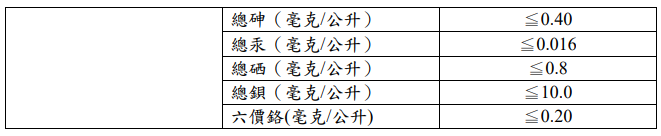 總砷（毫克/公升） ≦0.40
總汞（毫克/公升） ≦0.016
總硒（毫克/公升） ≦0.8
總鋇（毫克/公升） ≦10.0
六價鉻(毫克/公升) ≦0.20